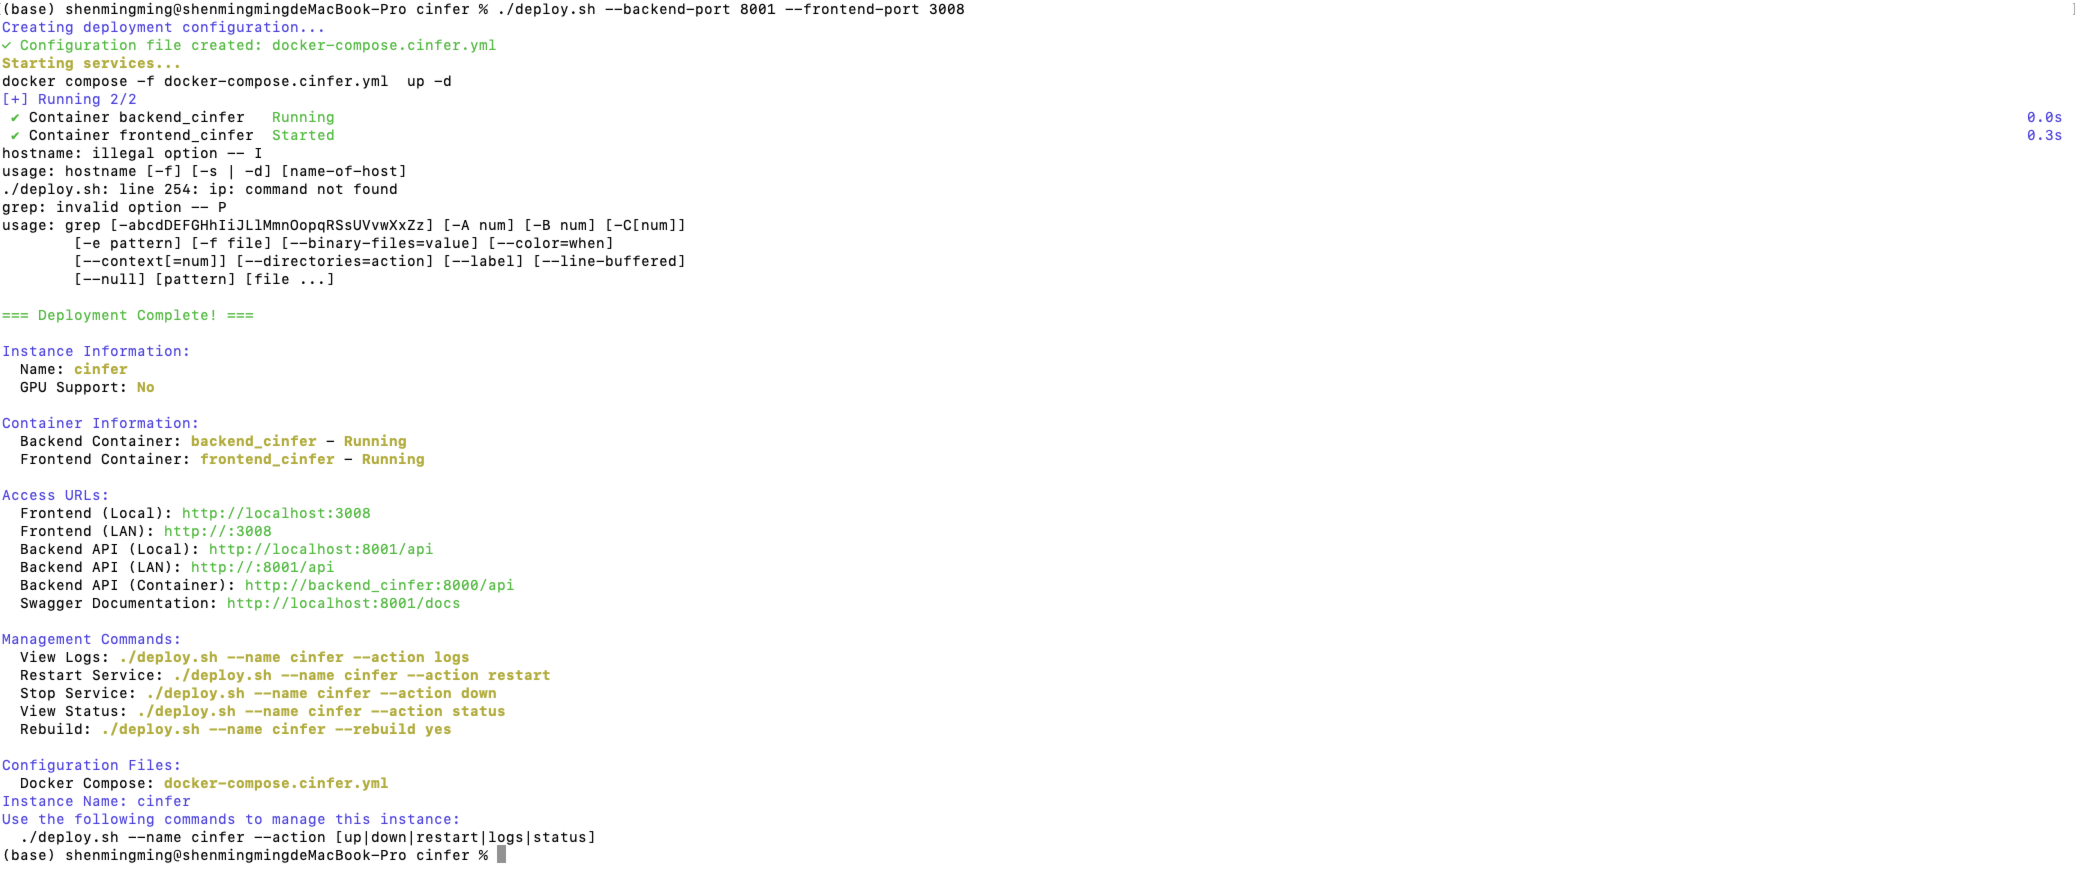 (base) shenmingming@shenmingmingdeMacBook-Pro cinfer % ./deploy.sh --backend-port 8001 --frontend-port 3008
Creating deployment configuration...
✓ Configuration file created: docker-compose.cinfer.yml
Starting services...
docker compose -f docker-compose.cinfer.yml  up -d
[+] Running 2/2
 ✔ Container backend_cinfer   Running 0.0s
 ✔ Container frontend_cinfer  Started 0.3s
hostname: illegal option -- I
usage: hostname [-f] [-s | -d] [name-of-host]
./deploy.sh: line 254: ip: command not found
grep: invalid option -- P
usage: grep [-abcdDEFGHhIiJLlMmnOopqRSsUVvwXxZz] [-A num] [-B num] [-C[num]]
        [-e pattern] [-f file] [--binary-files=value] [--color=when]
        [--context[=num]] [--directories=action] [--label] [--line-buffered]
        [--null] [pattern] [file ...]
=== Deployment Complete! ===
Instance Information:
  Name: cinfer
  GPU Support: No
Container Information:
  Backend Container: backend_cinfer - Running
  Frontend Container: frontend_cinfer - Running
Access URLs:
  Frontend (Local): http://localhost:3008
  Frontend (LAN): http://:3008
  Backend API (Local): http://localhost:8001/api
  Backend API (LAN): http://:8001/api
  Backend API (Container): http://backend_cinfer:8000/api
  Swagger Documentation: http://localhost:8001/docs
Management Commands:
  View Logs: ./deploy.sh --name cinfer --action logs
  Restart Service: ./deploy.sh --name cinfer --action restart
  Stop Service: ./deploy.sh --name cinfer --action down
  View Status: ./deploy.sh --name cinfer --action status
  Rebuild: ./deploy.sh --name cinfer --rebuild yes
Configuration Files:
  Docker Compose: docker-compose.cinfer.yml
Instance Name: cinfer
Use the following commands to manage this instance:
  ./deploy.sh --name cinfer --action [up|down|restart|logs|status]
(base) shenmingming@shenmingmingdeMacBook-Pro cinfer %